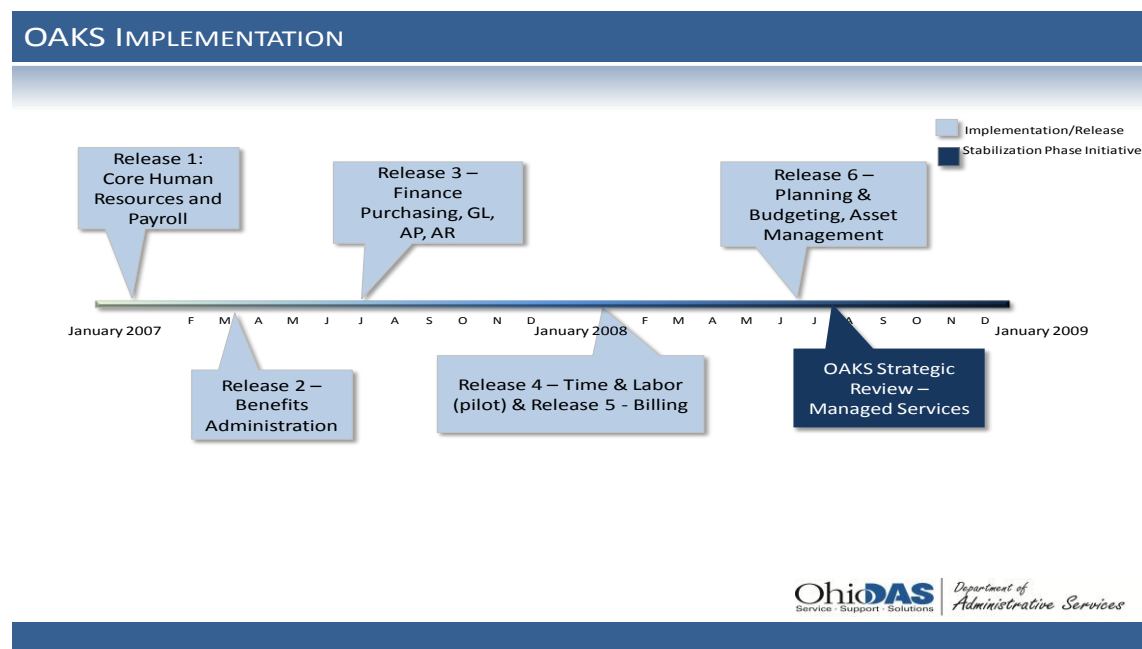 OAKS IMPLEMENTATION
Implementation/Release
Stabilization Phase Initiative
Release 1:
Core Human
Resources and
Payroll
Release 3 –
Finance
Purchasing, GL,
AP, AR
Release 6 –
Planning &
Budgeting, Asset
Management
January 2007 F M A M J J A S O N D January 2008 F M A M J J A S O N D January 2009
Release 2 –
Benefits
Administration
Release 4 – Time & Labor
(pilot) & Release 5 - Billing
OAKS Strategic
Review –
Managed Services
OhioDAS
Service · Support · Solutions
Department of
Administrative Services